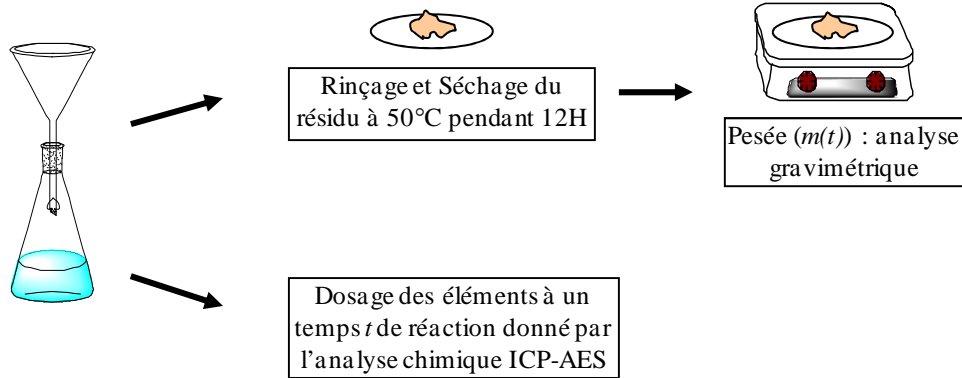 Rinçage et Séchage du
résidu à 50°C pendant 12H
Pesée (m(t)) : analyse
gravimétrique
Dosage des éléments à un
temps t de réaction donné par
l'analyse chimique ICP-AES